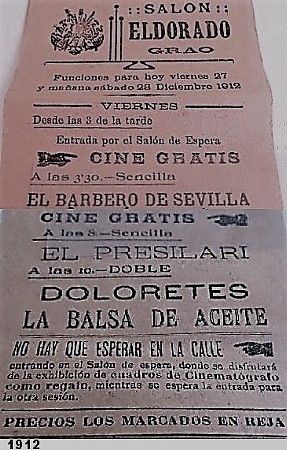 ::SALON::
ELDORADO
GRAO
Funciones para hoy viernes 27
y mañana sábado 28 Diciembre 1912
VIERNES
Desde las 3 de la tarde
Entrada por el Salón de Espera
CINE GRATIS
A las 3'30.—Sencilla
EL BARBERO DE SEVILLA
CINE GRATIS
A las 8.—Sencilla
EL PRESILARI
A las 10.—DOBLE
DOLORETES
LA BALSA DE ACEITE
NO HAY QUE ESPERAR EN LA CALLE
entrando en el Salón de espera, donde se disfrutará
de la exhibición de cuadros de Cinematógrafo
como regalo, mientras se espera la entrada para
la otra sesión.
PRECIOS LOS MARCADOS EN REJA
1912